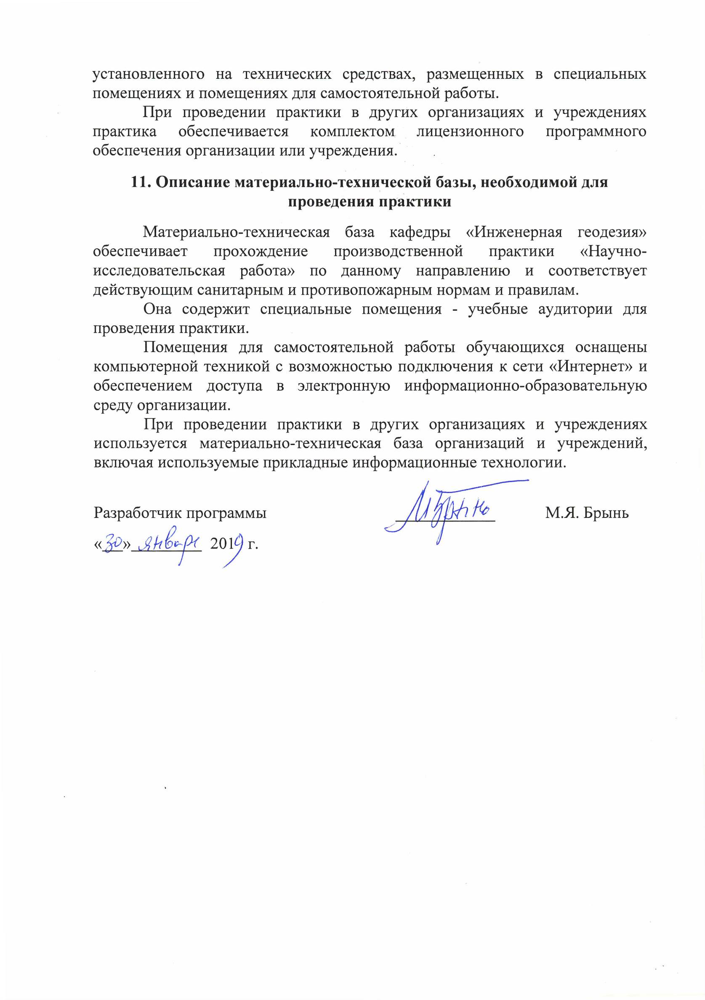 установленного на технических средствах, размещенных в специальных
помещениях и помещениях для самостоятельной работы.
При проведении практики в других организациях и учреждениях
практика обеспечивается комплектом лицензионного программного
обеспечения организации или учреждения.
11. Описание материально-технической базы, необходимой для
проведения практики
Материально-техническая база кафедры «Инженерная геодезия»
обеспечивает прохождение производственной практики «Научно-
исследовательская работа» по данному направлению и соответствует
действующим санитарным и противопожарным нормам и правилам.
Она содержит специальные помещения - учебные аудитории для
проведения практики.
Помещения для самостоятельной работы обучающихся оснащены
компьютерной техникой с возможностью подключения к сети «Интернет» и
обеспечением доступа в электронную информационно-образовательную
среду организации.
При проведении практики в других организациях и учреждениях
используется материально-техническая база организаций и учреждений,
включая используемые прикладные информационные технологии.
Разработчик программы М.Я. Брынь
«30» января 2019 г.